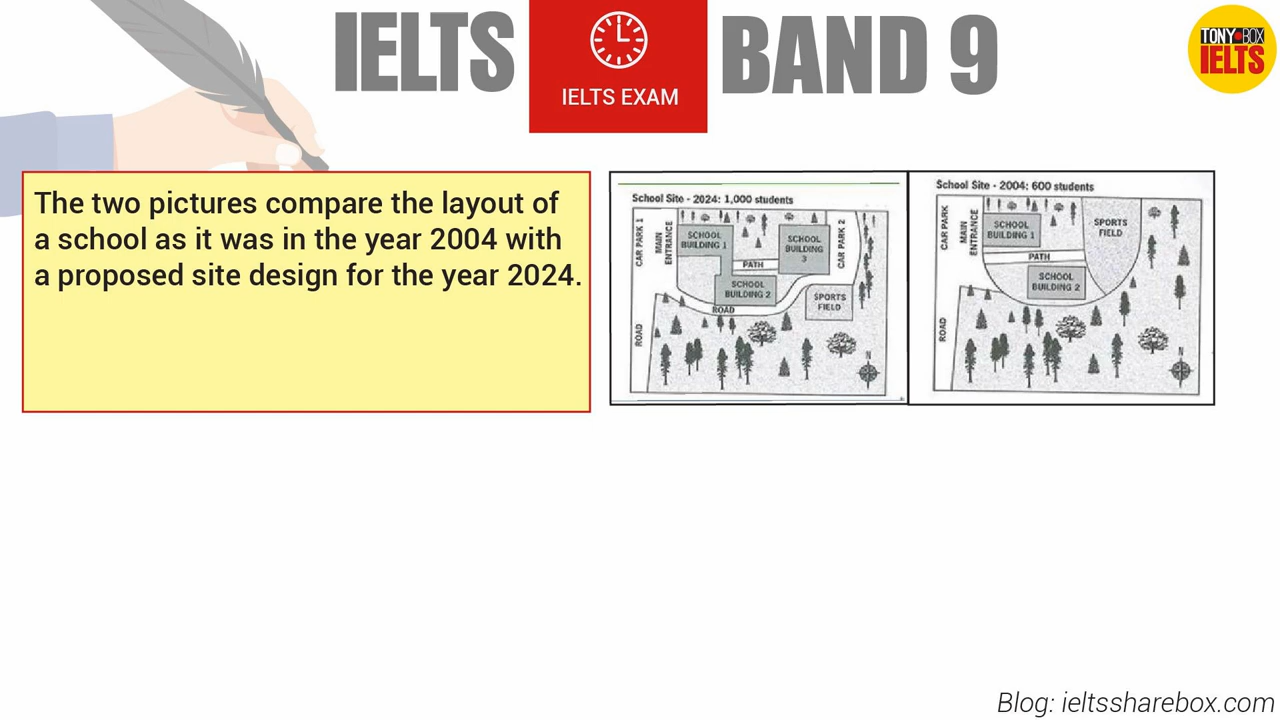 IELTS
IELTS EXAM
BAND 9
TONY BOX
IELTS
The two pictures compare the layout of
a school as it was in the year 2004 with
a proposed site design for the year 2024.
School Site - 2024: 1,000 students
CAR PARK 1
MAIN
ENTRANCE
SCHOOL
BUILDING 1
SCHOOL
BUILDING
3
CAR PARK 2
PATH
SCHOOL
BUILDING 2
SPORTS
FIELD
ROAD
ROAD
N
School Site - 2004: 600 students
CAR PARK
MAIN
ENTRANCE
SCHOOL
BUILDING 1
SPORTS
FIELD
PATH
SCHOOL
BUILDING 2
ROAD
N
Blog: ieltssharebox.com